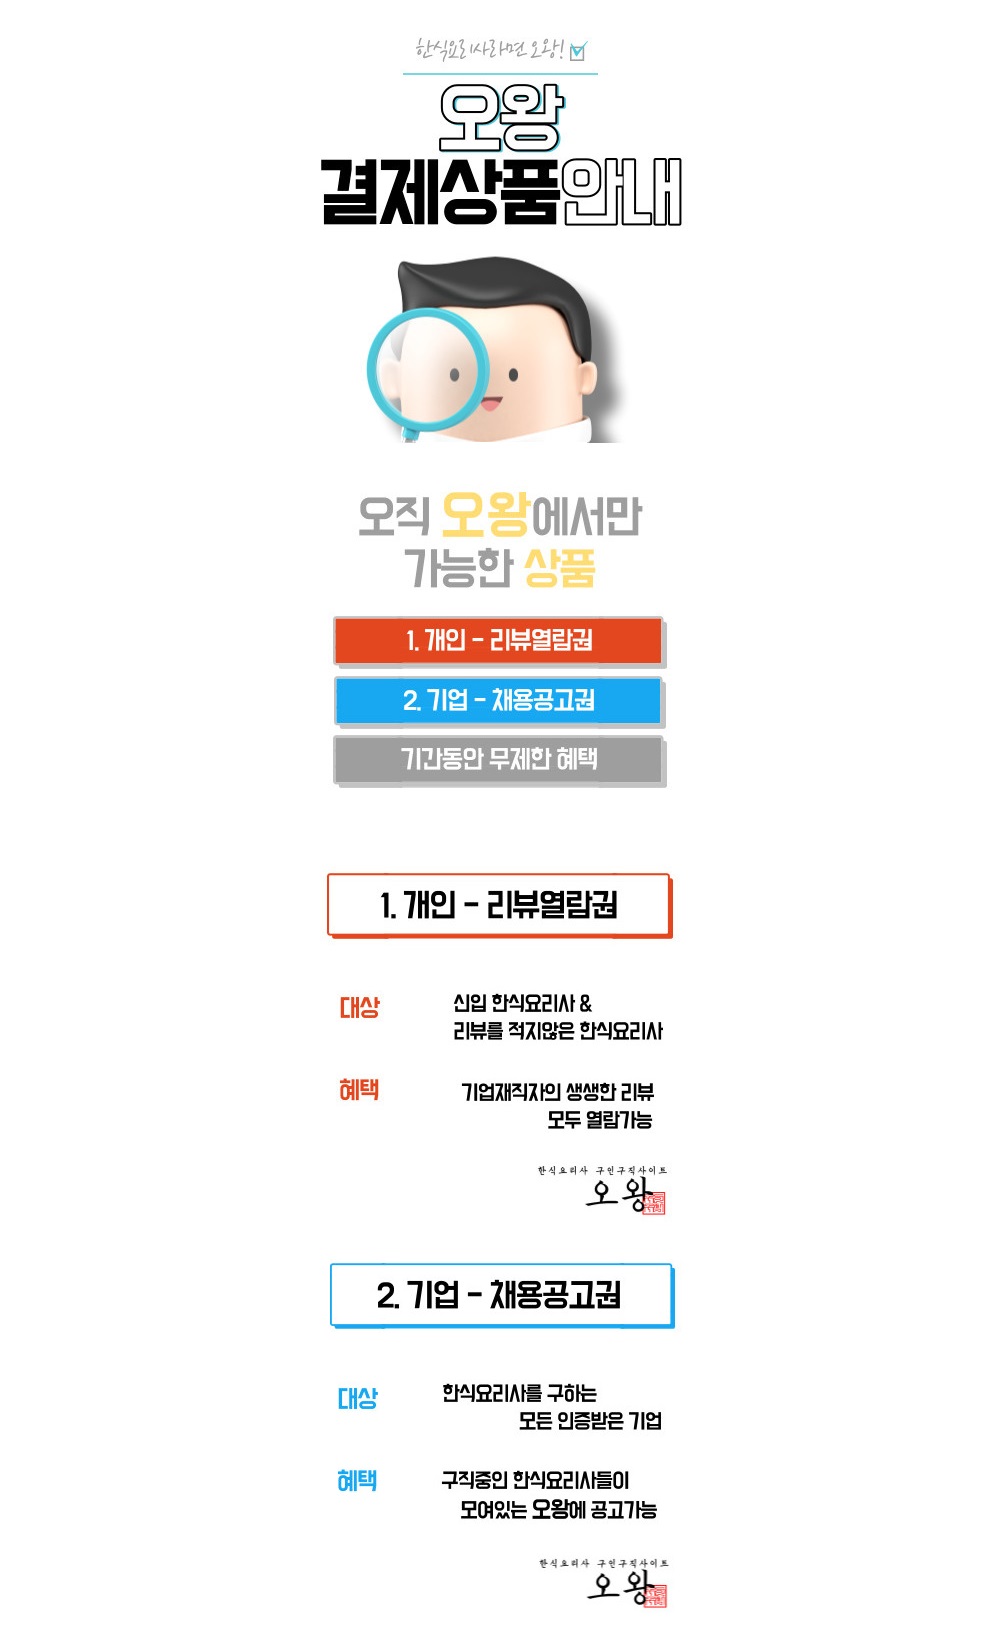 한식요리사라면 오왕!
오왕
결제상품안내
오직 오왕에서만
가능한 상품
1. 개인 - 리뷰열람권
2. 기업 - 채용공고권
기간동안 무제한 혜택
1. 개인 - 리뷰열람권
대상
신입 한식요리사 &
리뷰를 적지않은 한식요리사
혜택
기업재직자의 생생한 리뷰
모두 열람가능
한식요리사 구인구직사이트
오왕
2. 기업 - 채용공고권
대상
한식요리사를 구하는
모든 인증받은 기업
혜택
구직중인 한식요리사들이
모여있는 오왕에 공고가능
한식요리사 구인구직사이트
오왕